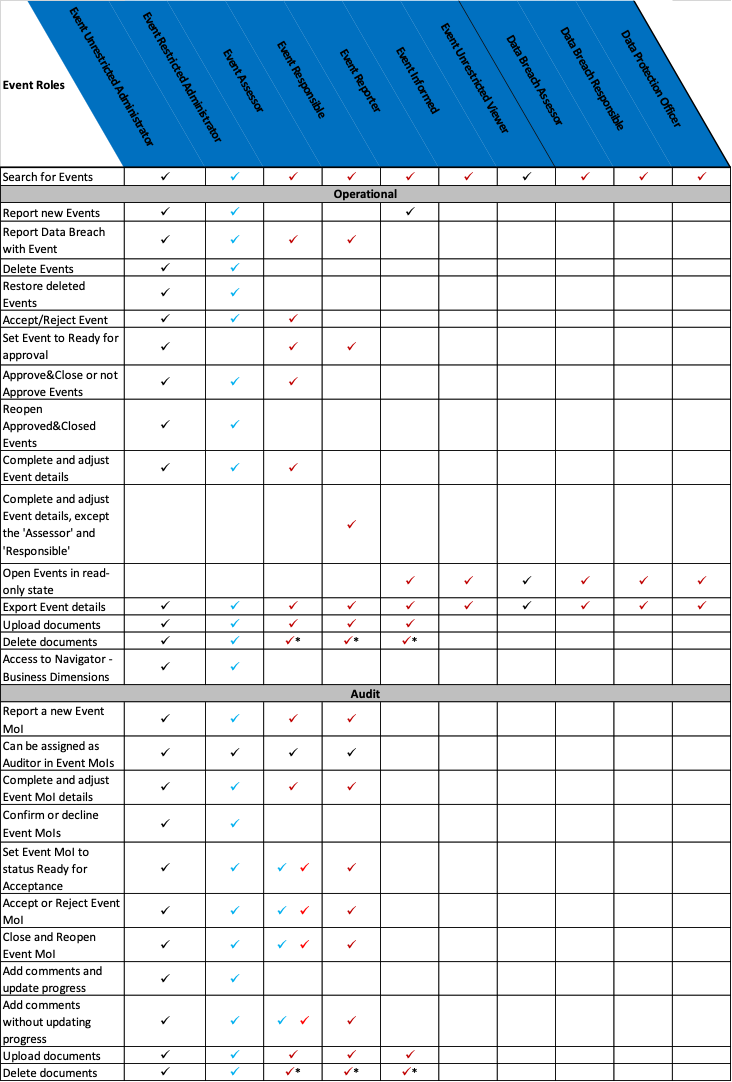 Event Roles
Event Unrestricted Administrator
Event Restricted Administrator
Event Assessor
Event Responsible
Event Reporter
Event Informed
Event Unrestricted Viewer
Data Breach Assessor
Data Breach Responsible
Data Protection Officer
Search for Events ✓ ✓ ✓ ✓ ✓ ✓ ✓ ✓ ✓ ✓
Operational
Report new Events ✓ ✓ ✓
Report Data Breach
with Event ✓ ✓ ✓ ✓
Delete Events ✓ ✓
Restore deleted
Events ✓ ✓
Accept/Reject Event ✓ ✓ ✓
Set Event to Ready for
approval ✓ ✓ ✓
Approve&Close or not
Approve Events ✓ ✓ ✓
Reopen
Approved&Closed
Events ✓ ✓
Complete and adjust
Event details ✓ ✓ ✓
Complete and adjust
Event details, except
the 'Assessor' and
'Responsible' ✓
Open Events in read-
only state ✓ ✓ ✓ ✓ ✓ ✓
Export Event details ✓ ✓ ✓ ✓ ✓ ✓ ✓ ✓ ✓ ✓
Upload documents ✓ ✓ ✓ ✓ ✓
Delete documents ✓ ✓ ✓* ✓* ✓*
Access to Navigator -
Business Dimensions ✓ ✓
Audit
Report a new Event
MoI ✓ ✓ ✓ ✓
Can be assigned as
Auditor in Event MoIs ✓ ✓ ✓ ✓
Complete and adjust
Event MoI details ✓ ✓ ✓ ✓
Confirm or decline
Event MoIs ✓ ✓
Set Event MoI to
status Ready for
Acceptance ✓ ✓ ✓ ✓ ✓
Accept or Reject Event
MoI ✓ ✓ ✓ ✓ ✓
Close and Reopen
Event MoI ✓ ✓ ✓ ✓ ✓
Add comments and
update progress ✓ ✓
Add comments
without updating
progress ✓ ✓ ✓ ✓ ✓
Upload documents ✓ ✓ ✓ ✓ ✓
Delete documents ✓ ✓ ✓* ✓* ✓*